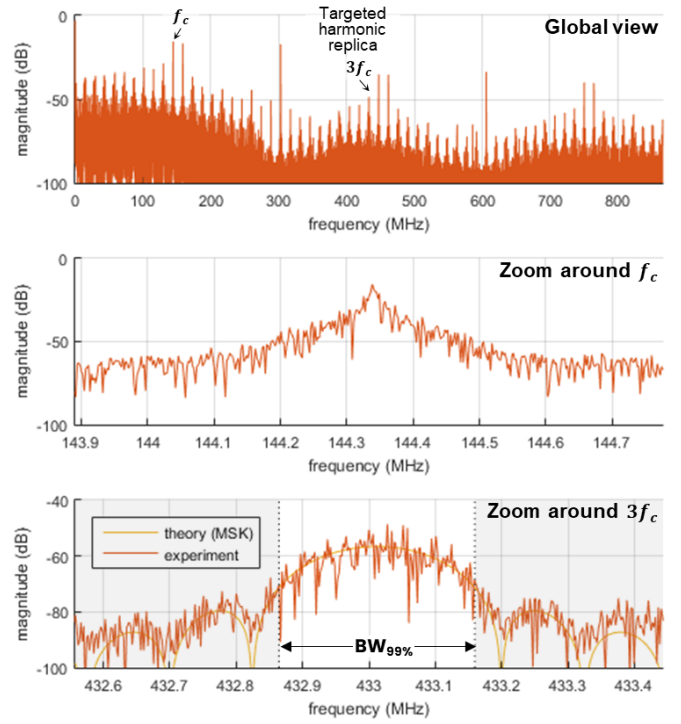 Global view
f_c
Targeted
harmonic
replica
3f_c
0
-50
-100
magnitude (dB)
0 100 200 300 400 500 600 700 800
frequency (MHz)
Zoom around f_c
0
-50
-100
magnitude (dB)
143.9 144 144.1 144.2 144.3 144.4 144.5 144.6 144.7
frequency (MHz)
Zoom around 3f_c
-40
-60
-80
-100
magnitude (dB)
theory (MSK)
experiment
BW99%
432.6 432.7 432.8 432.9 433 433.1 433.2 433.3 433.4
frequency (MHz)